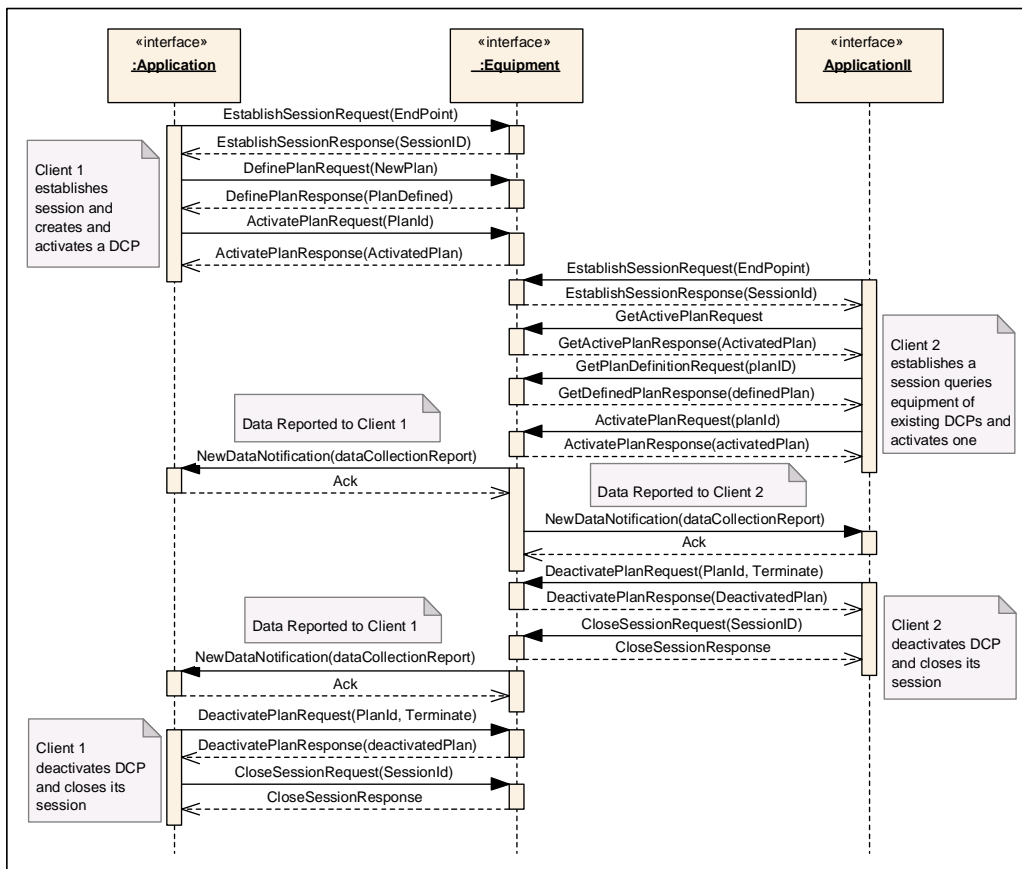 «interface»
:Application
«interface»
:Equipment
«interface»
ApplicationII
EstablishSessionRequest(EndPoint)
EstablishSessionResponse(SessionID)
DefinePlanRequest(NewPlan)
DefinePlanResponse(PlanDefined)
ActivatePlanRequest(PlanId)
ActivatePlanResponse(ActivatedPlan)
Client 1
establishes
session and
creates and
activates a DCP
EstablishSessionRequest(EndPopint)
EstablishSessionResponse(SessionId)
GetActivePlanRequest
GetActivePlanResponse(ActivatedPlan)
GetPlanDefinitionRequest(planID)
GetDefinedPlanResponse(definedPlan)
ActivatePlanRequest(planId)
ActivatePlanResponse(activatedPlan)
Client 2
establishes a
session queries
equipment of
existing DCPs and
activates one
Data Reported to Client 1
NewDataNotification(dataCollectionReport)
Ack
Data Reported to Client 2
NewDataNotification(dataCollectionReport)
Ack
DeactivatePlanRequest(PlanId, Terminate)
DeactivatePlanResponse(DeactivatedPlan)
CloseSessionRequest(SessionID)
CloseSessionResponse
Client 2
deactivates DCP
and closes its
session
Data Reported to Client 1
NewDataNotification(dataCollectionReport)
Ack
DeactivatePlanRequest(PlanId, Terminate)
DeactivatePlanResponse(deactivatedPlan)
CloseSessionRequest(SessionId)
CloseSessionResponse
Client 1
deactivates DCP
and closes its
session